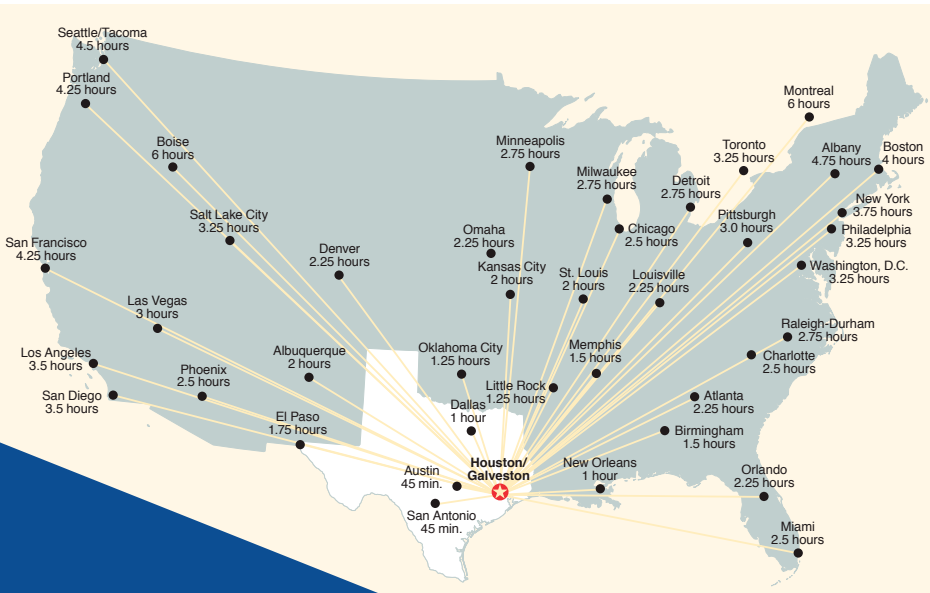 Seattle/Tacoma
4.5 hours
Portland
4.25 hours
Boise
6 hours
Salt Lake City
3.25 hours
San Francisco
4.25 hours
Las Vegas
3 hours
Los Angeles
3.5 hours
San Diego
3.5 hours
Phoenix
2.5 hours
Denver
2.25 hours
Albuquerque
2 hours
El Paso
1.75 hours
Minneapolis
2.75 hours
Omaha
2.25 hours
Kansas City
2 hours
Oklahoma City
1.25 hours
Dallas
1 hour
Austin
45 min.
San Antonio
45 min.
Houston/
Galveston
Little Rock
1.25 hours
Milwaukee
2.75 hours
Chicago
2.5 hours
St. Louis
2 hours
Memphis
1.5 hours
New Orleans
1 hour
Detroit
2.75 hours
Louisville
2.25 hours
Toronto
3.25 hours
Pittsburgh
3.0 hours
Montreal
6 hours
Albany
4.75 hours
Boston
4 hours
New York
3.75 hours
Philadelphia
3.25 hours
Washington, D.C.
3.25 hours
Raleigh-Durham
2.75 hours
Charlotte
2.5 hours
Atlanta
2.25 hours
Birmingham
1.5 hours
Orlando
2.25 hours
Miami
2.5 hours